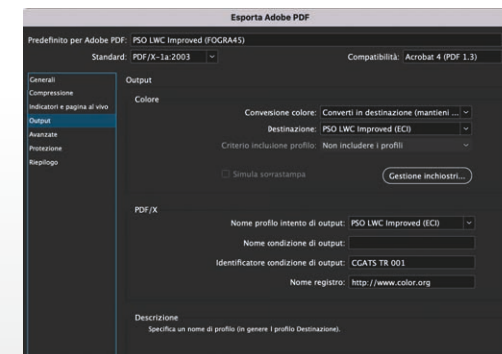 Esporta Adobe PDF
Predefinito per Adobe PDF: PSO LWC Improved (FOGRA45)
Standard: PDF/X-1a:2003 Compatibilità: Acrobat 4 (PDF 1.3)
Generali
Compressione
Indicatori e pagina al vivo
Output
Avanzate
Protezione
Riepilogo
Output
Colore
Conversione colore: Converti in destinazione (mantieni ...
Destinazione: PSO LWC Improved (ECI)
Criterio inclusione profilo: Non includere i profili
Simula sovrastampa Gestione inchiostri...
PDF/X
Nome profilo intento di output: PSO LWC Improved (ECI)
Nome condizione di output:
Identificatore condizione di output: CGATS TR 001
Nome registro: http://www.color.org
Descrizione
Specifica un nome di profilo (in genere l profilo Destinazione).